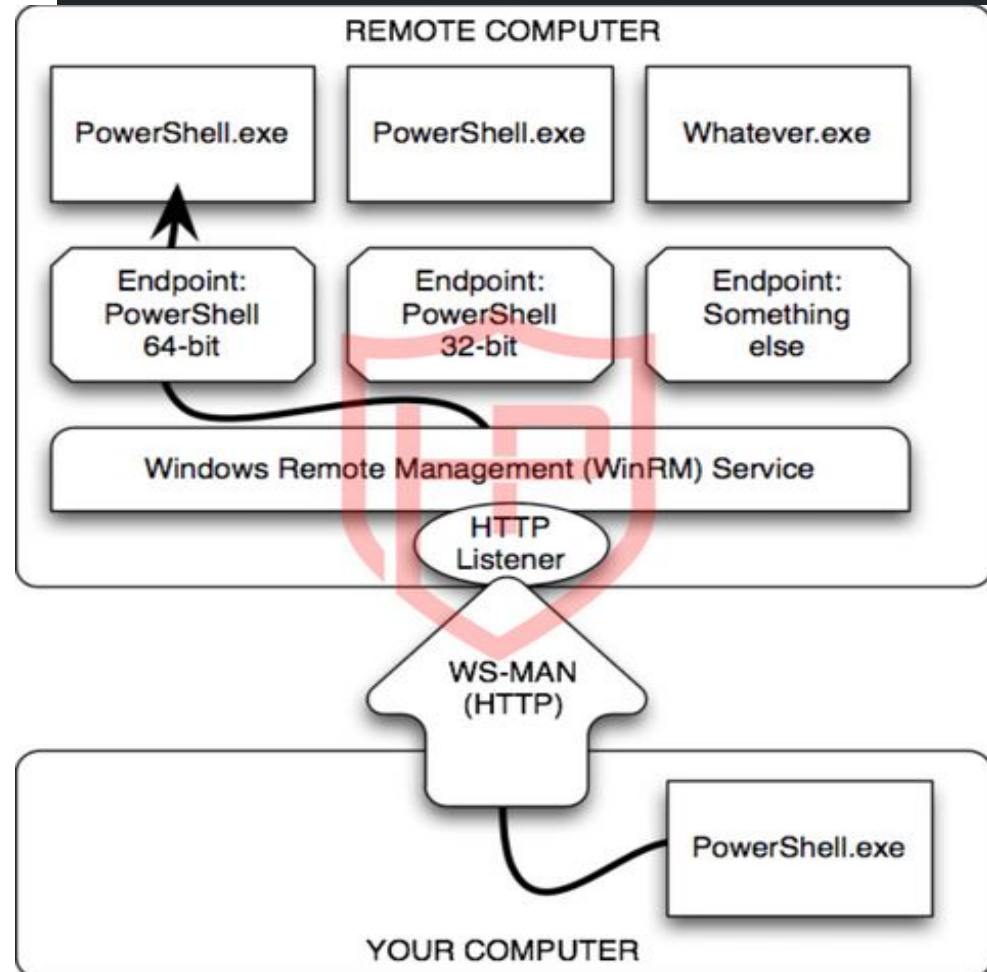 REMOTE COMPUTER
PowerShell.exe
PowerShell.exe
Whatever.exe
Endpoint:
PowerShell
64-bit
Endpoint:
PowerShell
32-bit
Endpoint:
Something
else
Windows Remote Management (WinRM) Service
HTTP
Listener
WS-MAN
(HTTP)
PowerShell.exe
YOUR COMPUTER